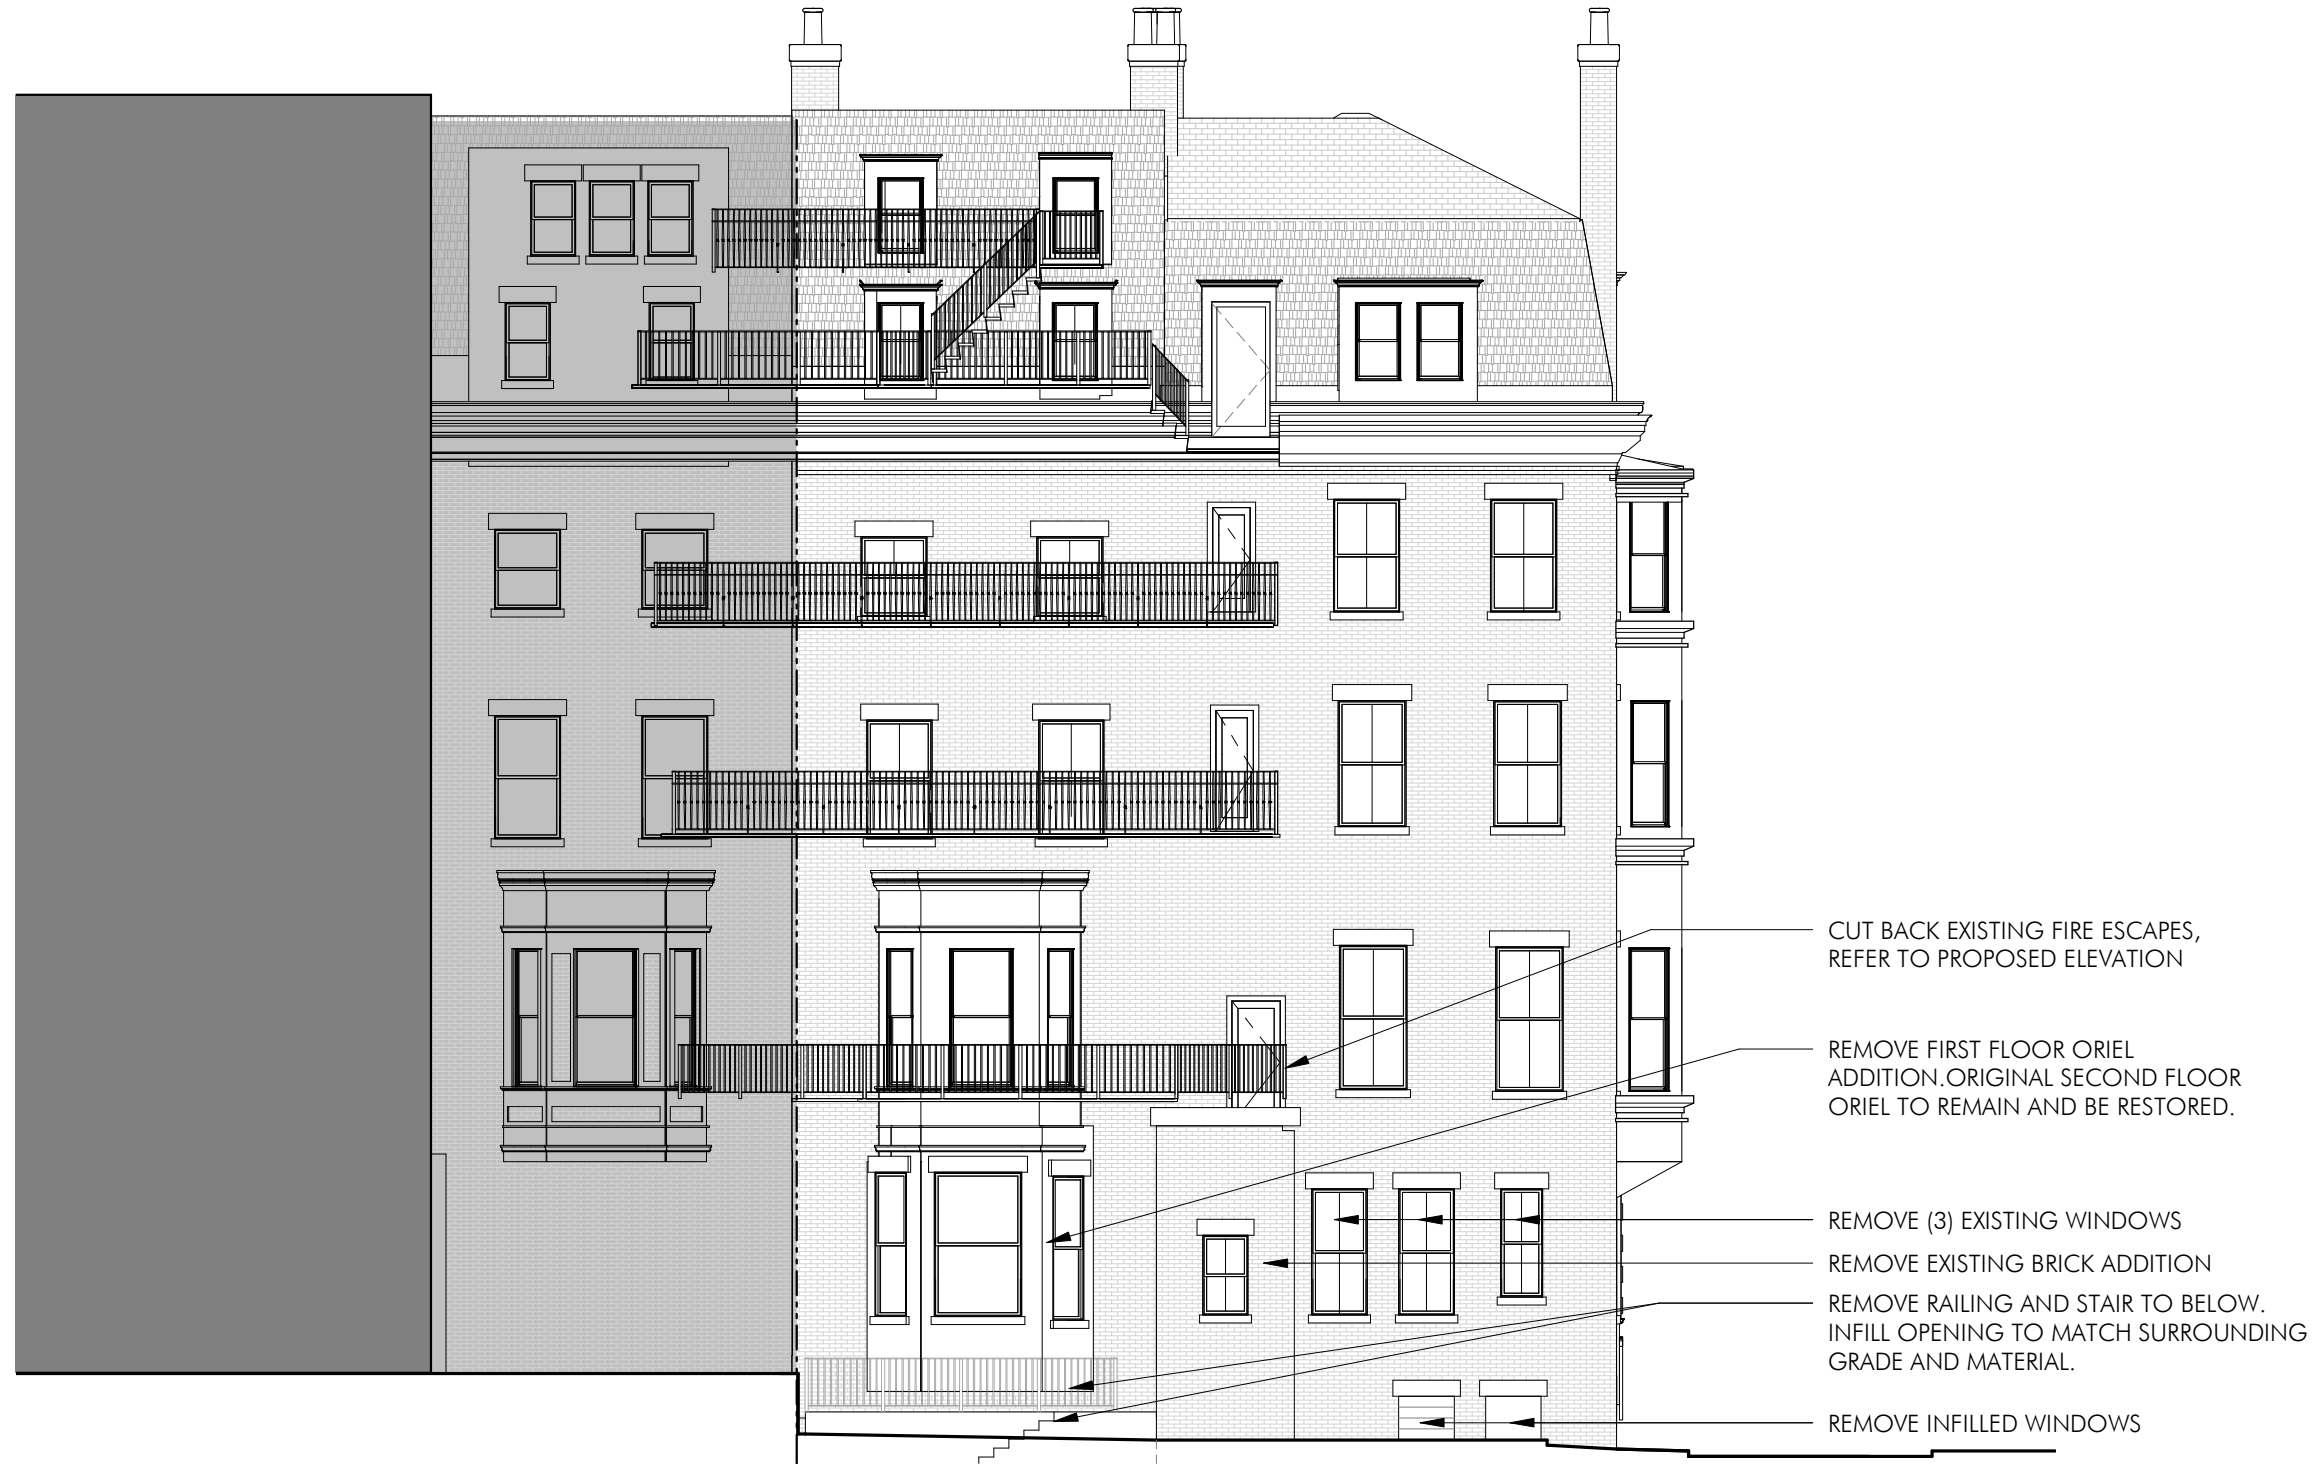 CUT BACK EXISTING FIRE ESCAPES,
REFER TO PROPOSED ELEVATION
REMOVE FIRST FLOOR ORIEL
ADDITION.ORIGINAL SECOND FLOOR
ORIEL TO REMAIN AND BE RESTORED.
REMOVE (3) EXISTING WINDOWS
REMOVE EXISTING BRICK ADDITION
REMOVE RAILING AND STAIR TO BELOW.
INFILL OPENING TO MATCH SURROUNDING
GRADE AND MATERIAL.
REMOVE INFILLED WINDOWS